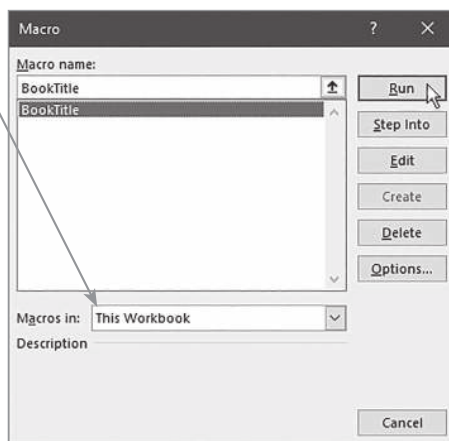 Macro ? ×
Macro name:
BookTitle
BookTitle
Run
Step Into
Edit
Create
Delete
Options...
Macros in: This Workbook
Description
Cancel